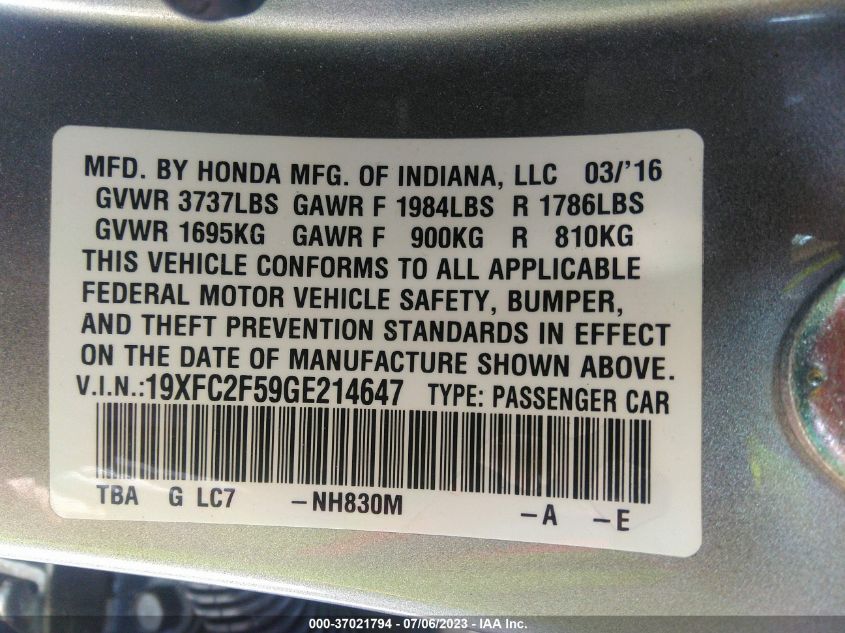 MFD. BY HONDA MFG. OF INDIANA, LLC 03/'16
GVWR 3737LBS GAWR F 1984LBS R 1786LBS
GVWR 1695KG GAWR F 900KG R 810KG
THIS VEHICLE CONFORMS TO ALL APPLICABLE
FEDERAL MOTOR VEHICLE SAFETY, BUMPER,
AND THEFT PREVENTION STANDARDS IN EFFECT
ON THE DATE OF MANUFACTURE SHOWN ABOVE.
V.I.N.:19XFC2F59GE214647 TYPE: PASSENGER CAR
TBA G LC7 –NH830M –A –E
000-37021794 - 07/06/2023 - IAA Inc.